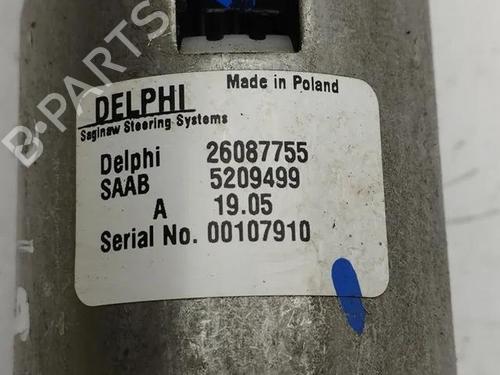 B-PARTS
DELPHI Made in Poland
Saginaw Steering Systems
Delphi 26087755
SAAB 5209499
A 19.05
Serial No. 00107910